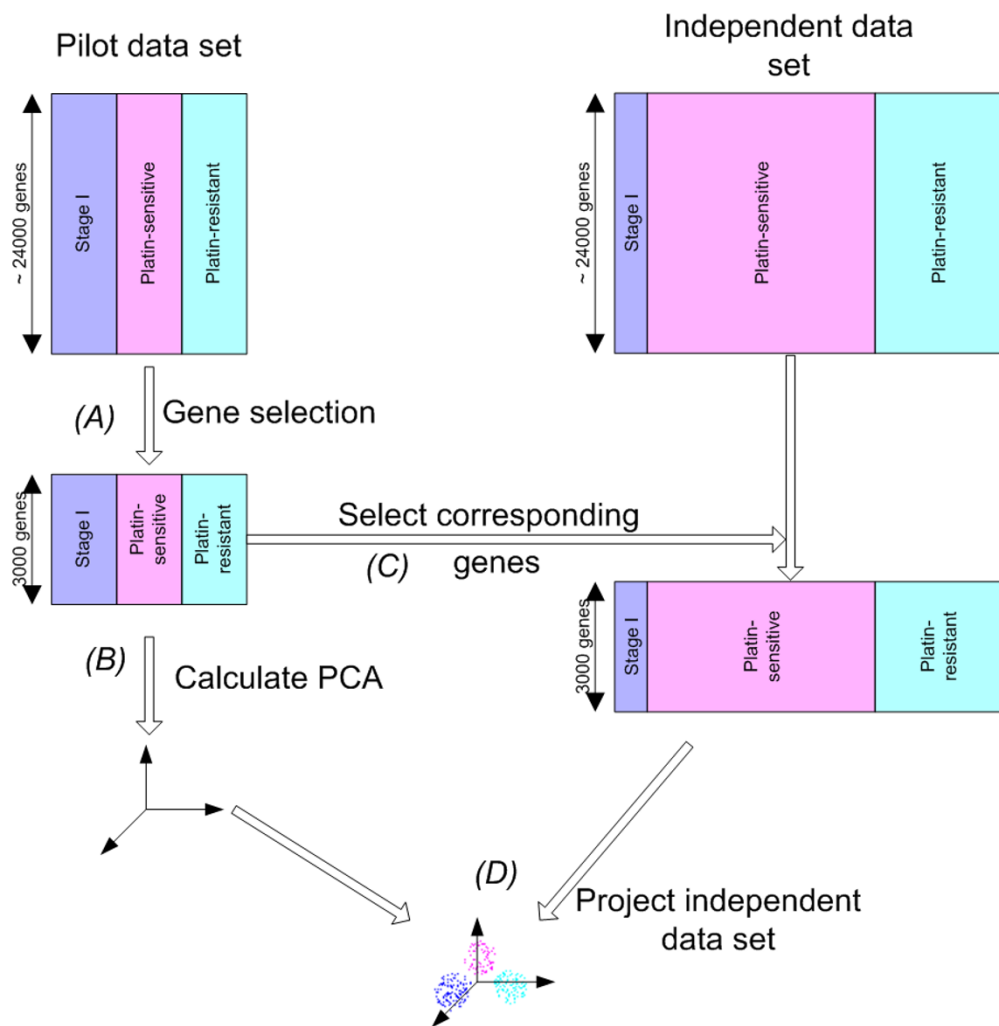 Pilot data set
Independent data
set
~ 24000 genes
Stage I
Platin-sensitive
Platin-resistant
~ 24000 genes
Stage I
Platin-sensitive
Platin-resistant
(A)
Gene selection
3000 genes
Stage I
Platin-
sensitive
Platin-
resistant
Select corresponding
(C) genes
3000 genes
Stage I
Platin-
sensitive
Platin-
resistant
(B)
Calculate PCA
(D)
Project independent
data set